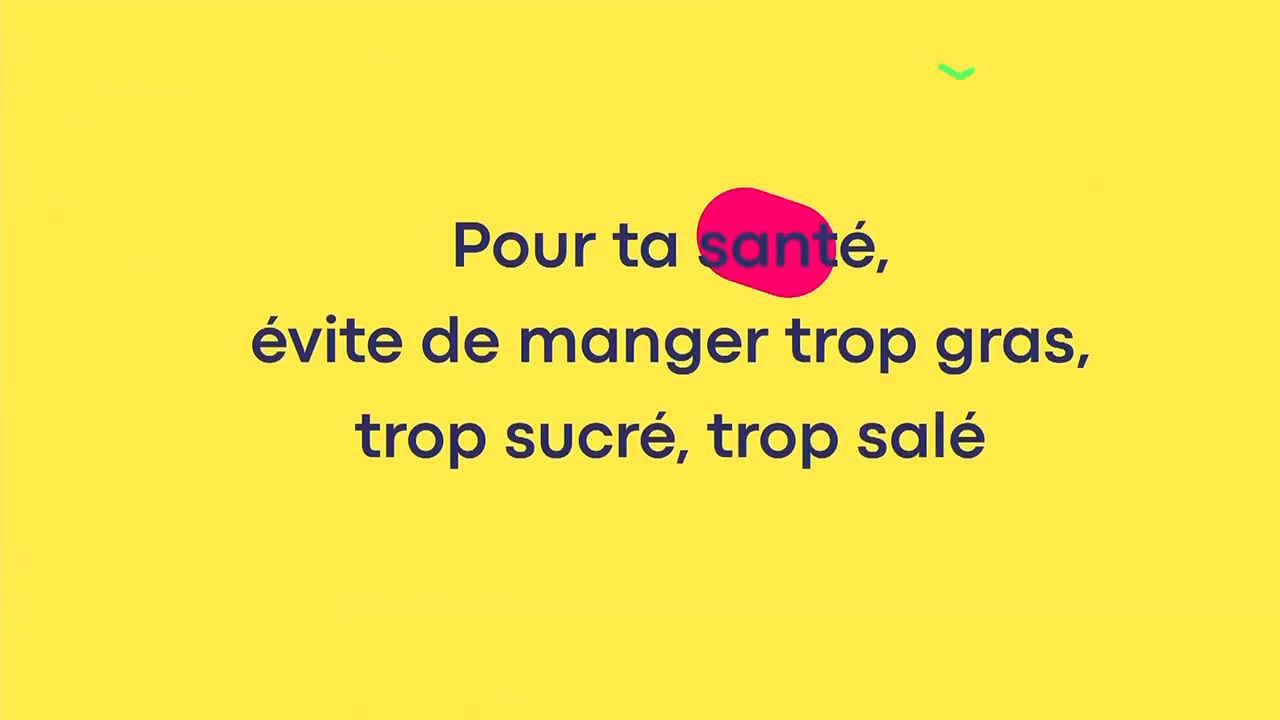 Pour ta santé,
évite de manger trop gras,
trop sucré, trop salé